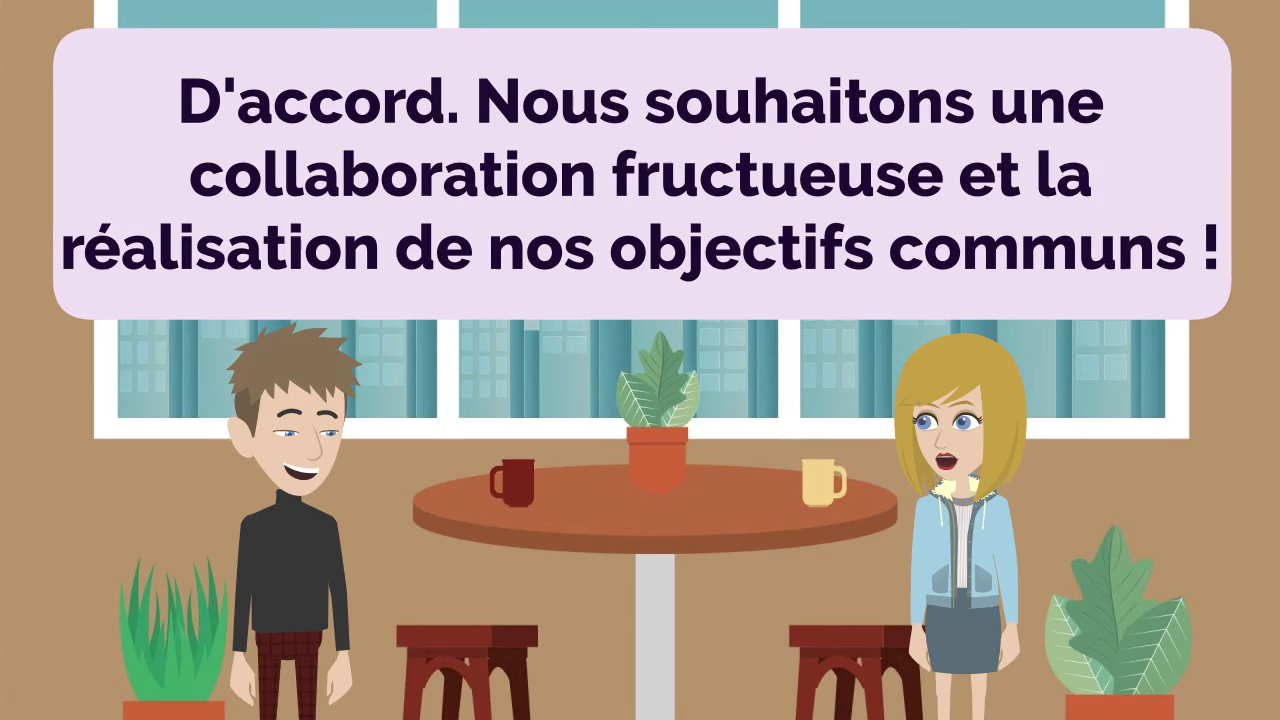 D'accord. Nous souhaitons une
collaboration fructueuse et la
réalisation de nos objectifs communs !